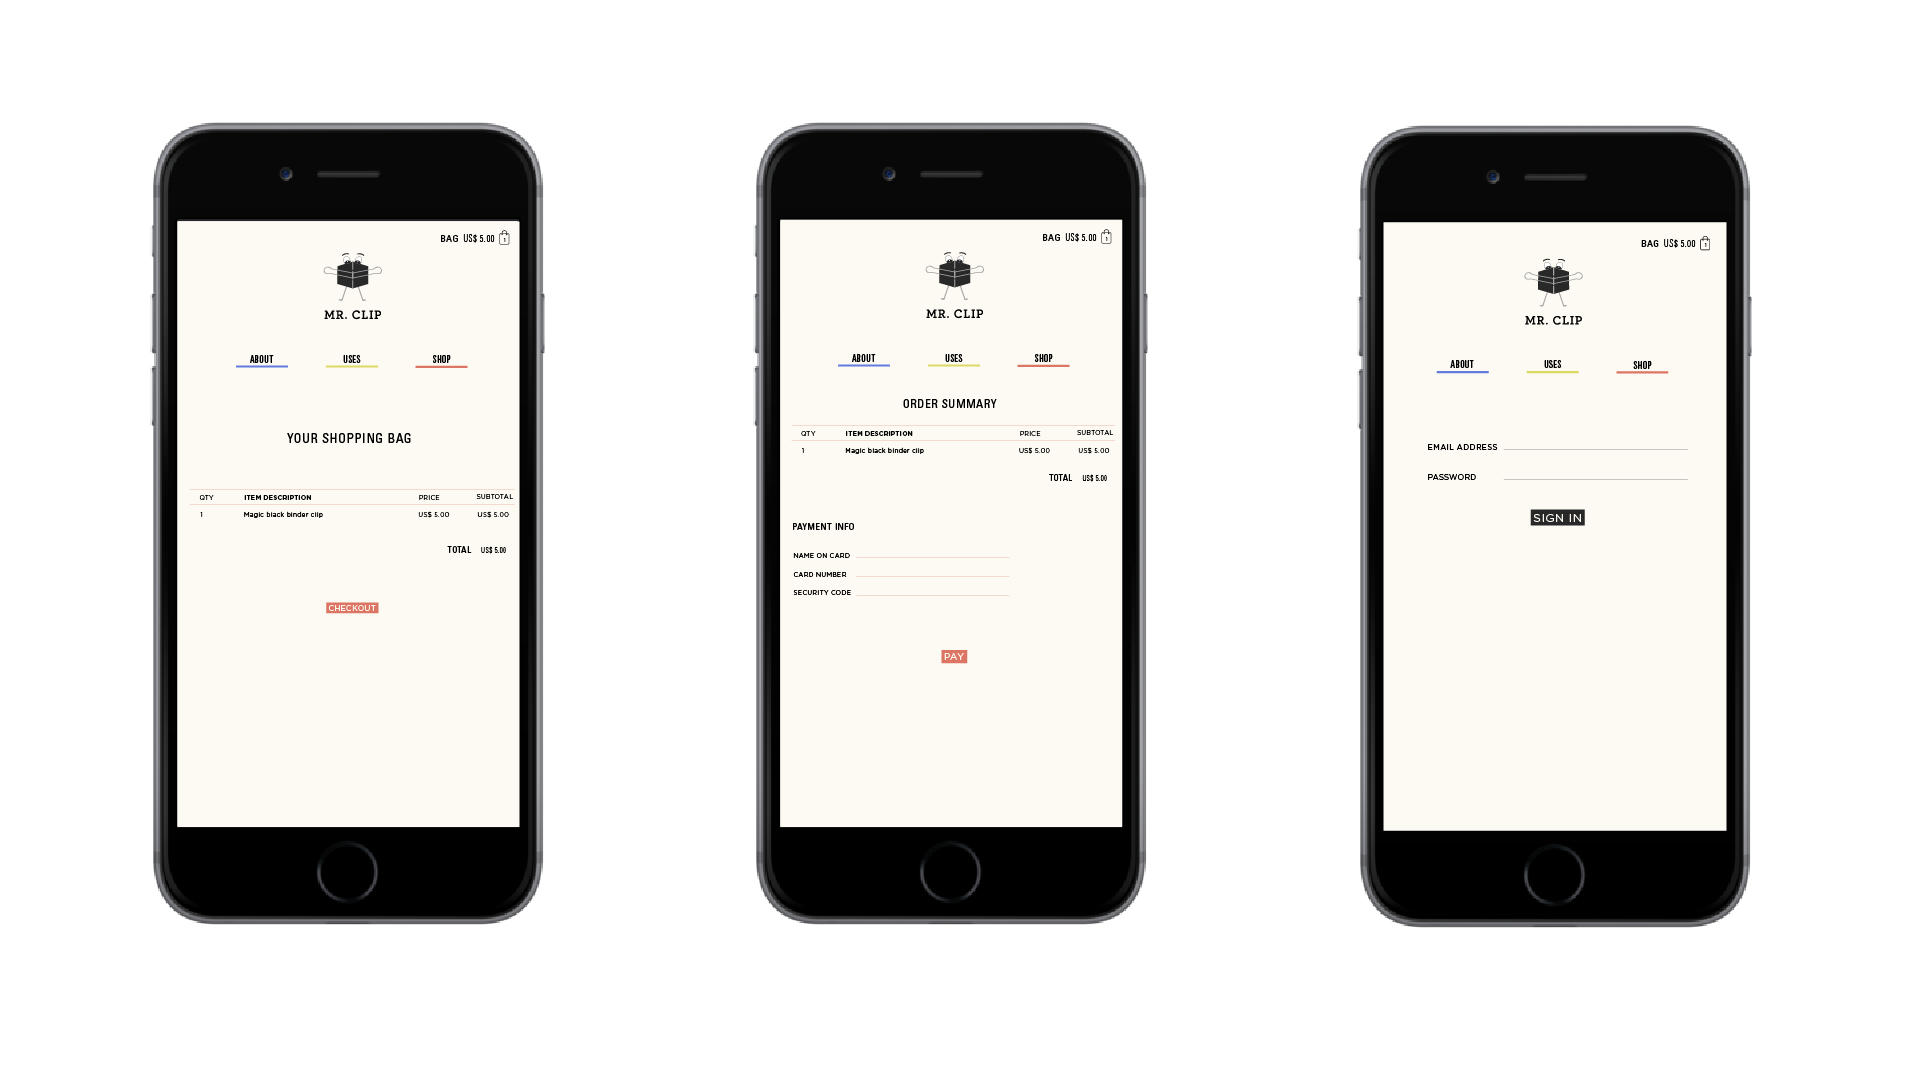 BAG US$ 5.00 1
MR. CLIP
ABOUT USES SHOP
YOUR SHOPPING BAG
QTY ITEM DESCRIPTION PRICE SUBTOTAL
1 Magic black binder clip US$ 5.00 US$ 5.00
TOTAL US$ 5.00
CHECKOUT
BAG US$ 5.00 1
MR. CLIP
ABOUT USES SHOP
ORDER SUMMARY
QTY ITEM DESCRIPTION PRICE SUBTOTAL
1 Magic black binder clip US$ 5.00 US$ 5.00
TOTAL US$ 5.00
PAYMENT INFO
NAME ON CARD
CARD NUMBER
SECURITY CODE
PAY
BAG US$ 5.00 1
MR. CLIP
ABOUT USES SHOP
EMAIL ADDRESS
PASSWORD
SIGN IN